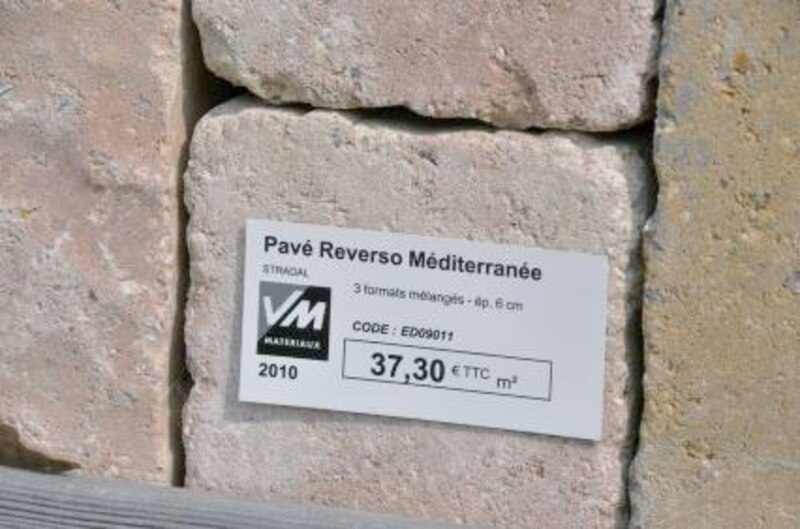 Pavé Reverso Méditerranée
STRADAL
3 formats mélangés - ép. 6 cm
VM
MATERIAUX
CODE : ED09011
2010
37,30 € TTC m²